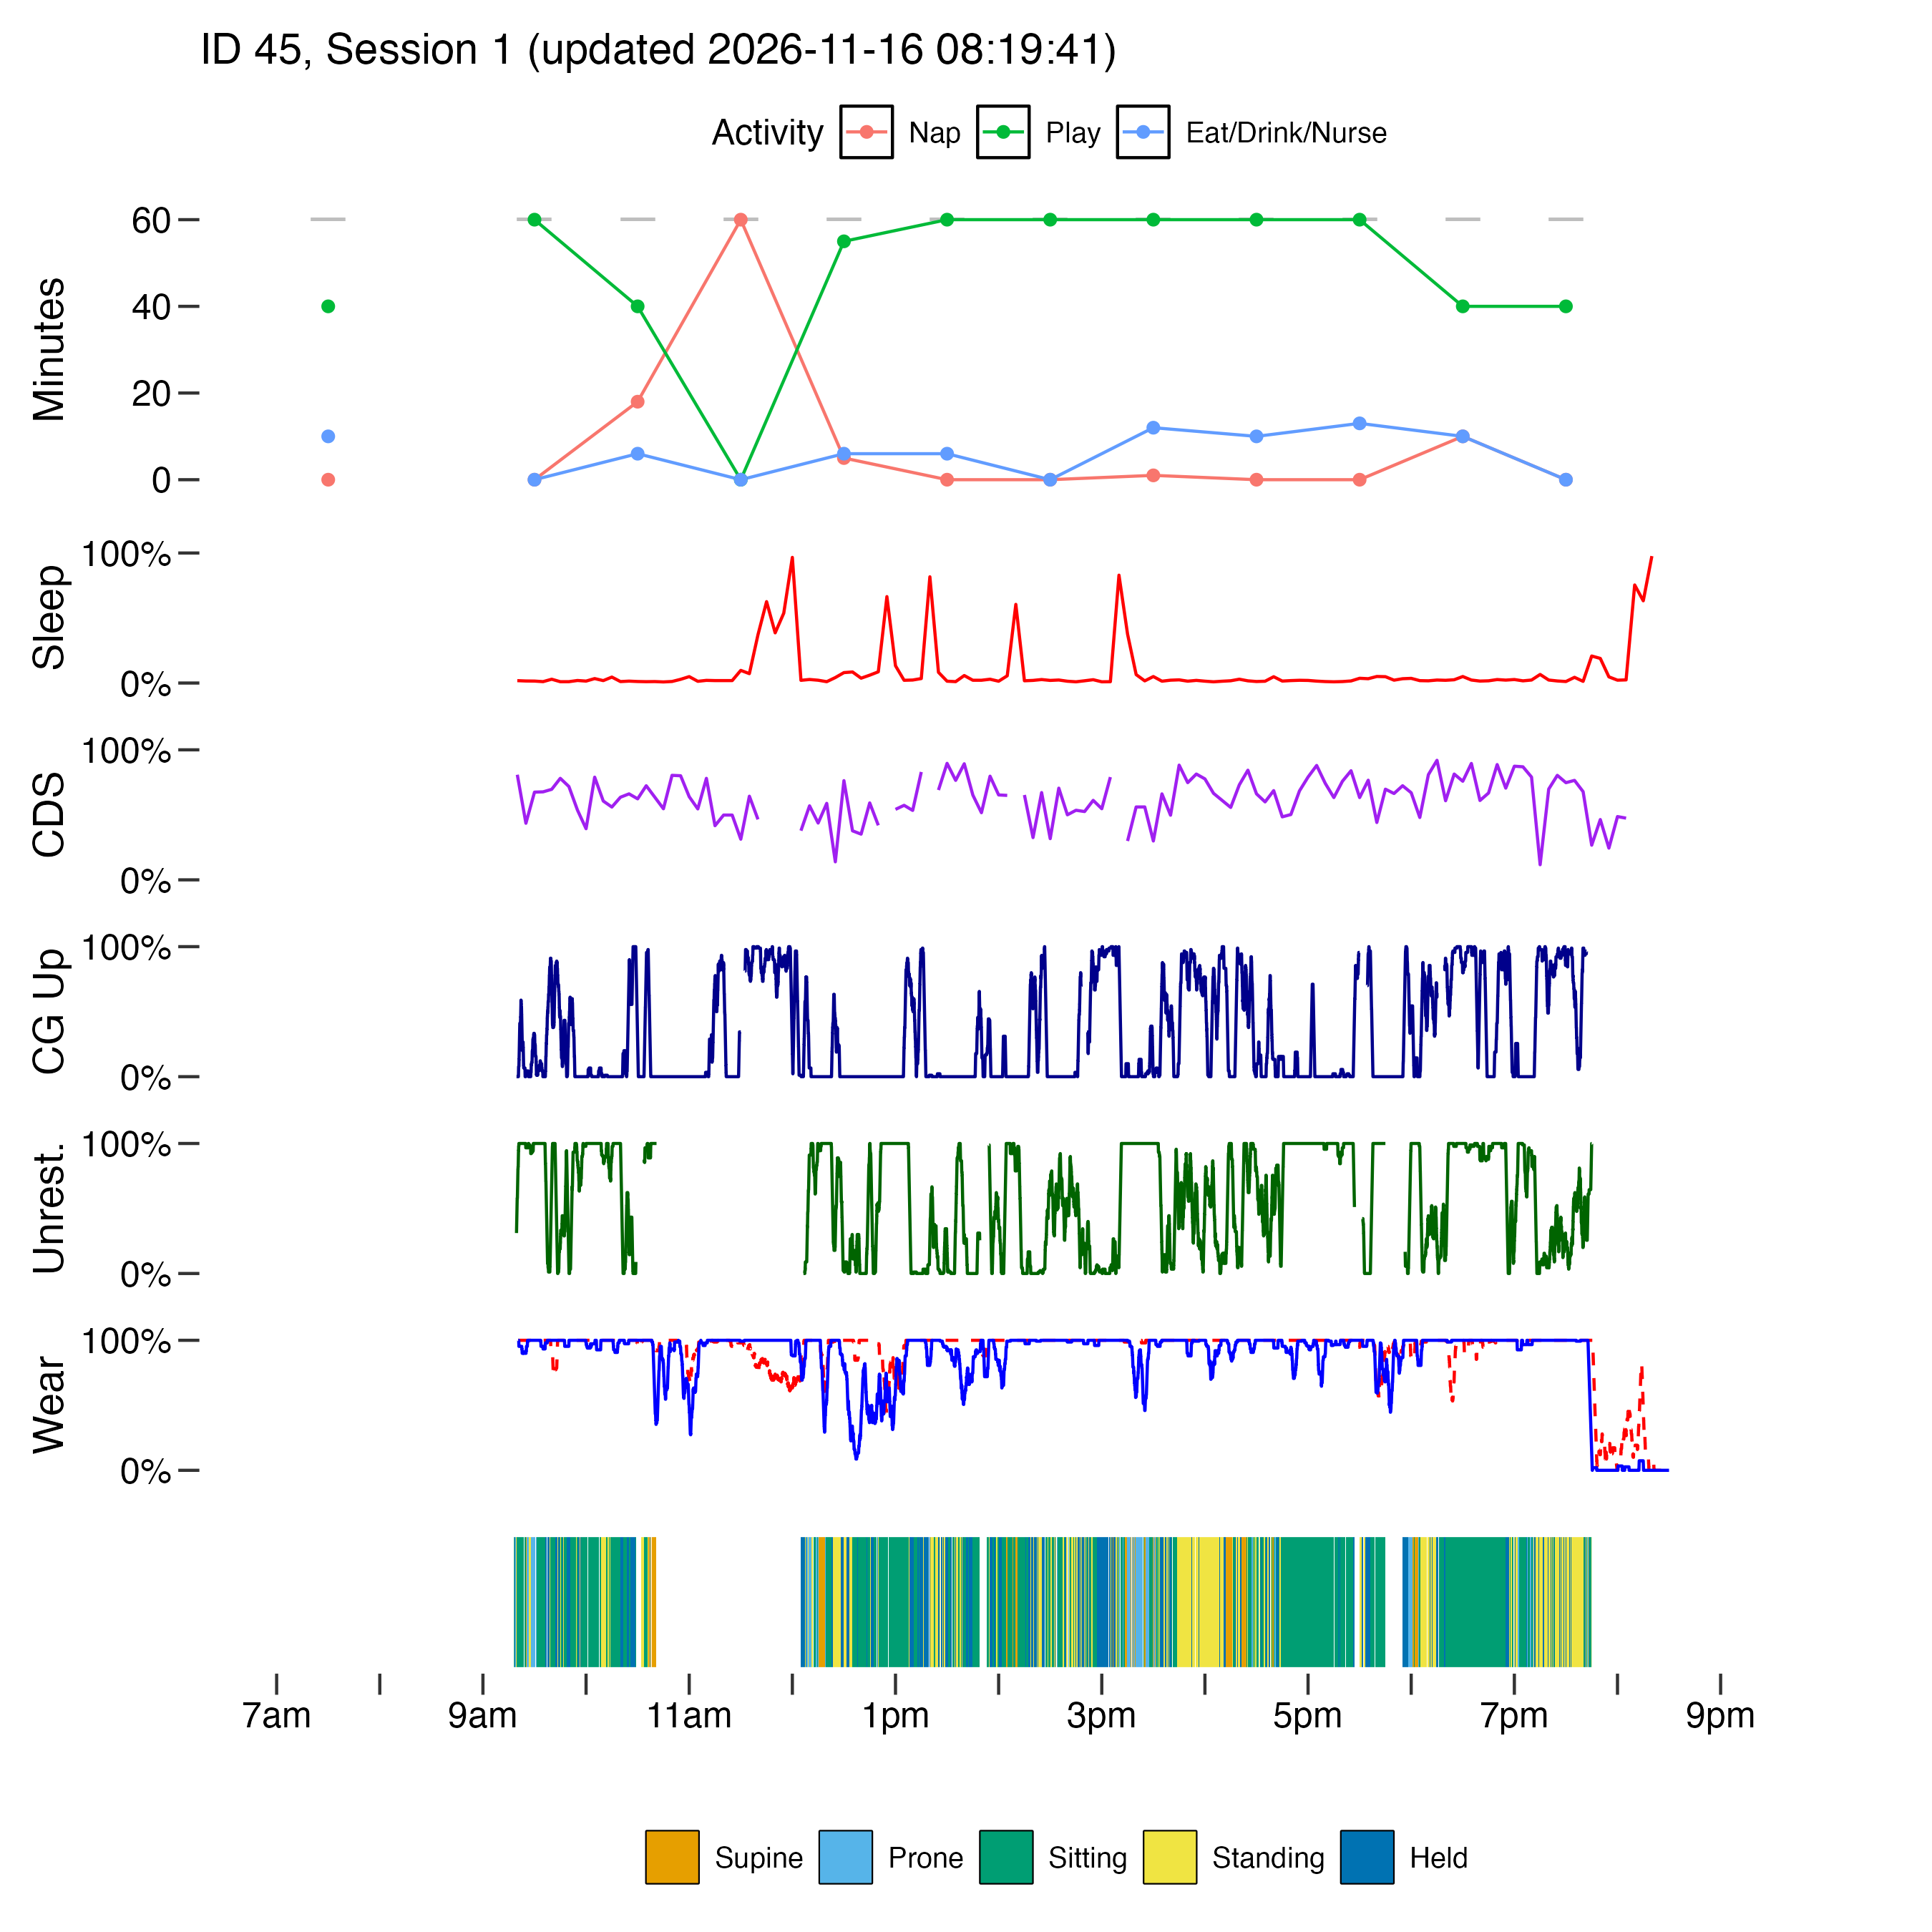 ID 45, Session 1 (updated 2026-11-16 08:19:41)
Activity Nap Play Eat/Drink/Nurse
Minutes
60
40
20
0
Sleep
100%
0%
CDS
100%
0%
CG Up
100%
0%
Unrest.
100%
0%
Wear
100%
0%
7am 9am 11am 1pm 3pm 5pm 7pm 9pm
Supine Prone Sitting Standing Held